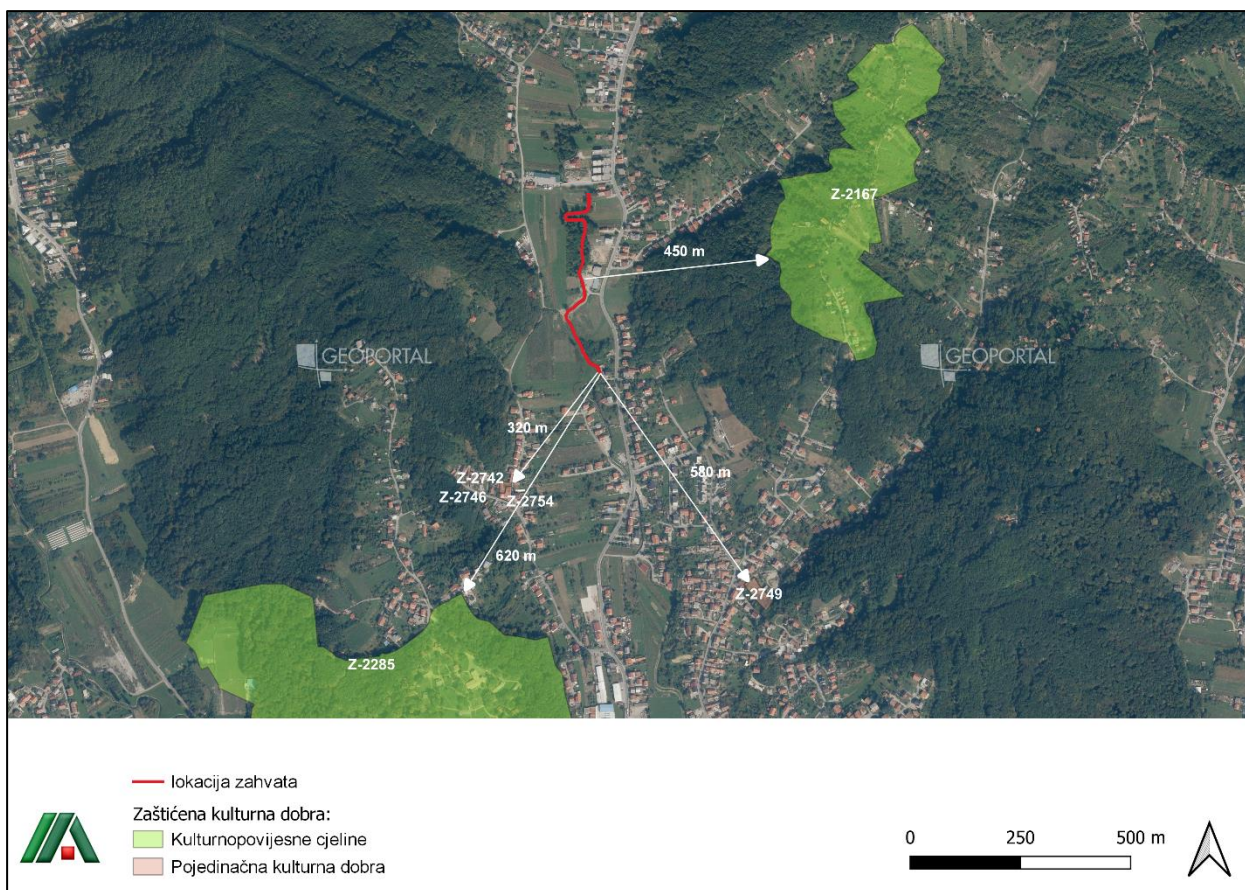 Z-2167
450 m
GEOPORTAL
GEOPORTAL
320 m
Z-2742
580 m
Z-2746
Z-2754
620 m
Z-2749
Z-2285
lokacija zahvata
Zaštićena kulturna dobra:
Kulturnopovijesne cjeline
Pojedinačna kulturna dobra
0 250 500 m